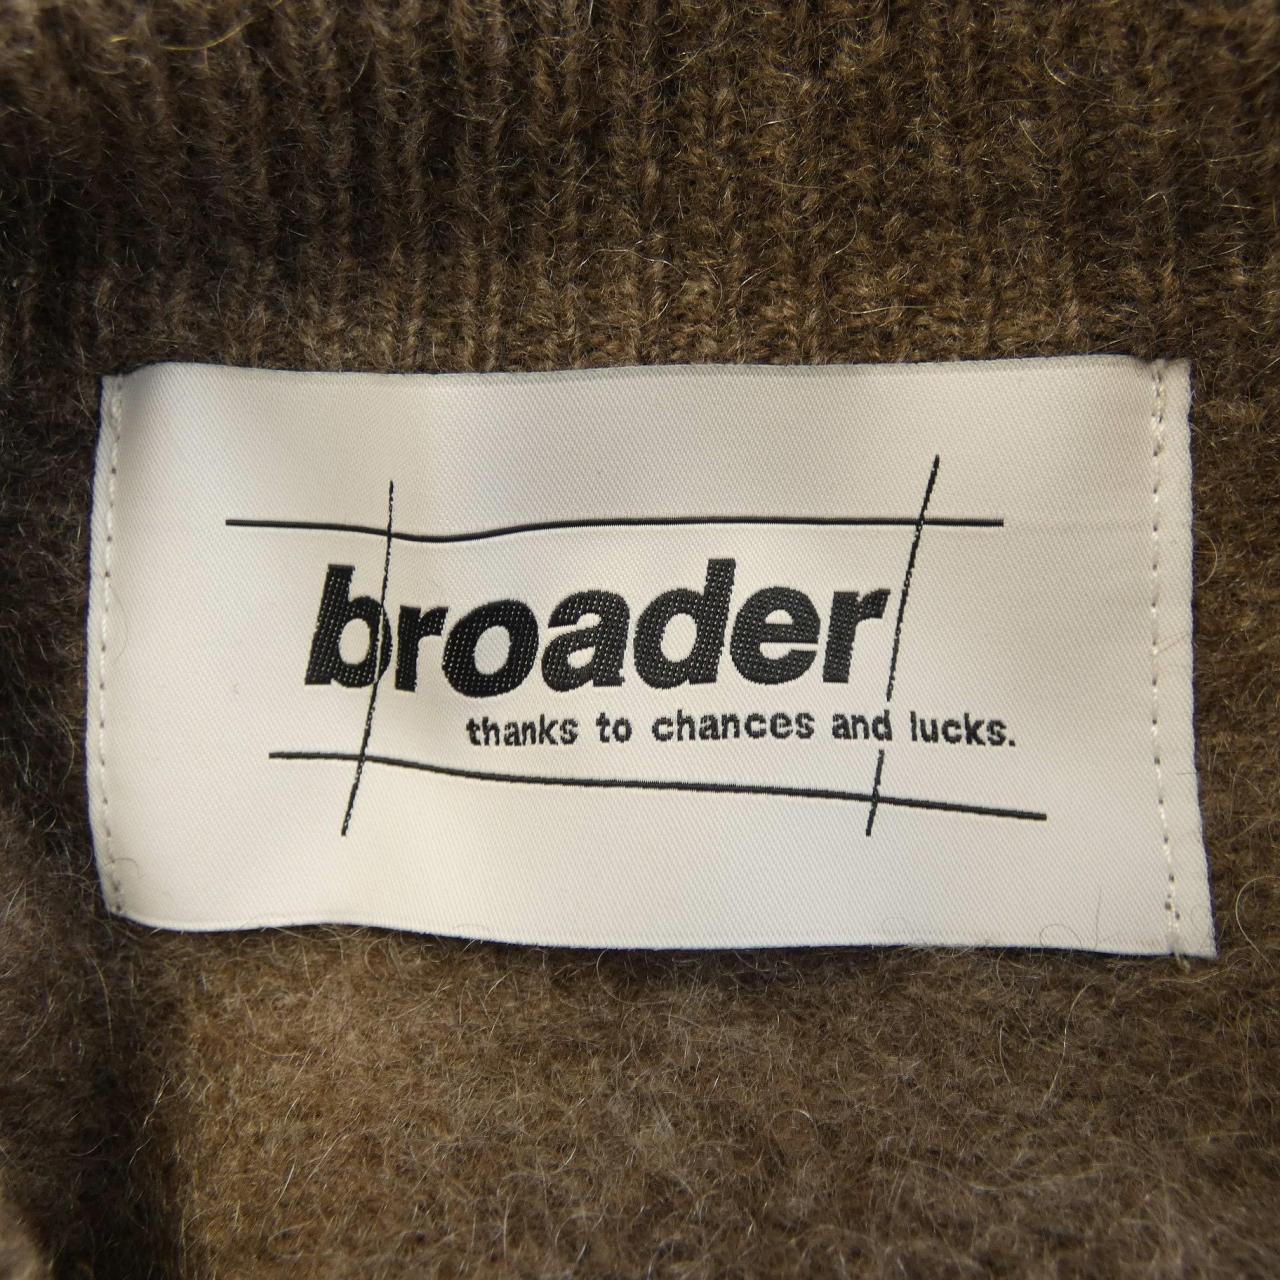 broader
thanks to chances and lucks.